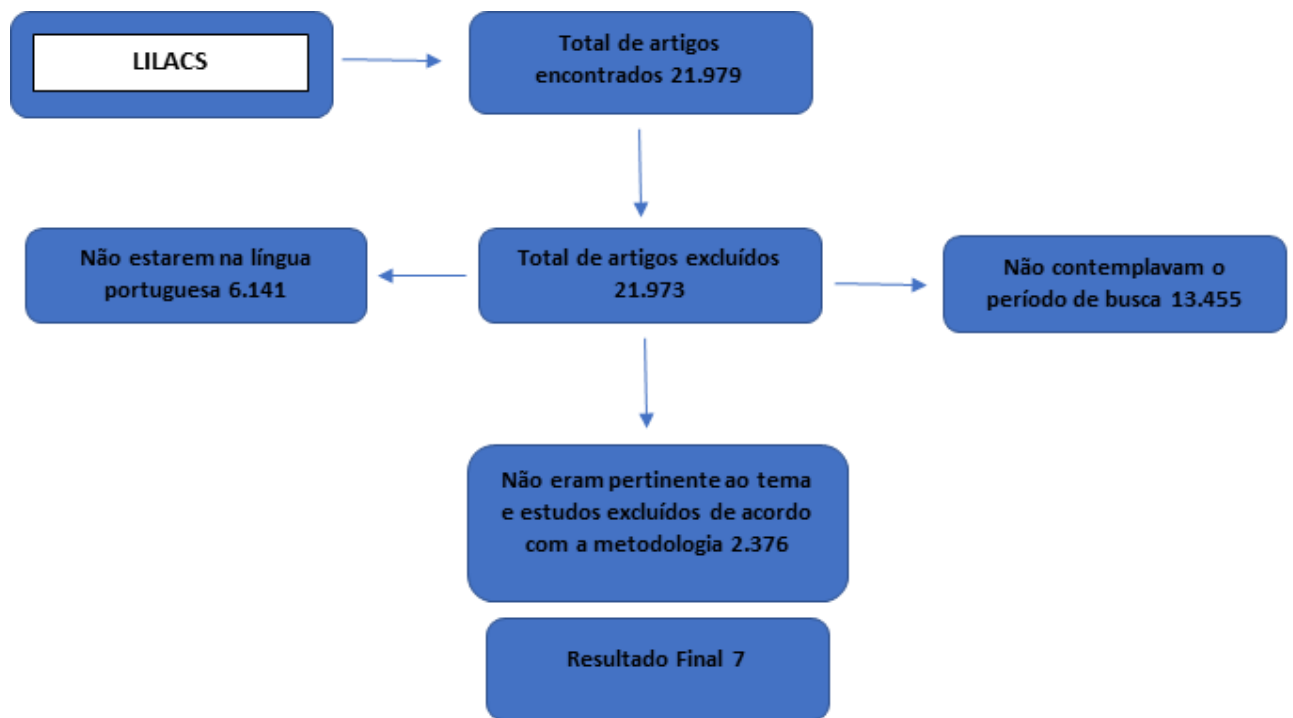 LILACS
Total de artigos
encontrados 21.979
Não estarem na língua
portuguesa 6.141
Total de artigos excluídos
21.973
Não contemplavam o
período de busca 13.455
Não eram pertinente ao tema
e estudos excluídos de acordo
com a metodologia 2.376
Resultado Final 7